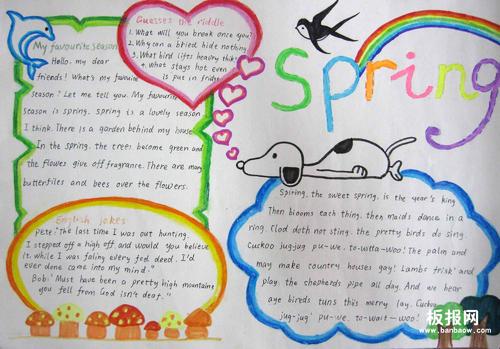 My favourite season
Hello, my dear
friends! What's my favouite
season? Let me tell you. My favourite
season is spring. spring is a lovely season
I think. There is a garden behind my house
In the spring. the trees become green and
the flower give off fragrance. There are many
butterflies and bees over the flowers.
Guesses the riddle
1. What will you break once you?
2. Why can a bried hide nothing
3. What bird lifts heavry thik?
4. What stays hot even
is put in fridge
Spring
English jokes
Pete: "The last time I was out hunting.
I stepped off a high off and would you believe
it. while I was faling every fed deed. I'd
ever done came into my mind."
Bob: "Must have been a pretty high mountaine
you fell from God isn't deaf."
Spiring. the sweet spring. is the year's king
Then blooms each thing. then maids dance in a
ring. Clod doth not sting. the pretty birds do sing.
Cuckoo jug-jug pu-we. to-witta-woo! The palm and
may make country houses gay! Lambs frisk' and
play. the shepherds pipe all day. And we hear
aye bireds tuns this merry lay. Cuckoo
jug-jug' pu-we. to-wait-woo!
板报网
www.banbaow.com